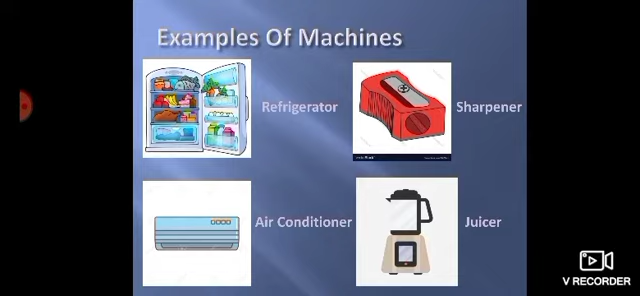 Examples Of Machines
Refrigerator
Sharpener
Air Conditioner
Juicer
V RECORDER